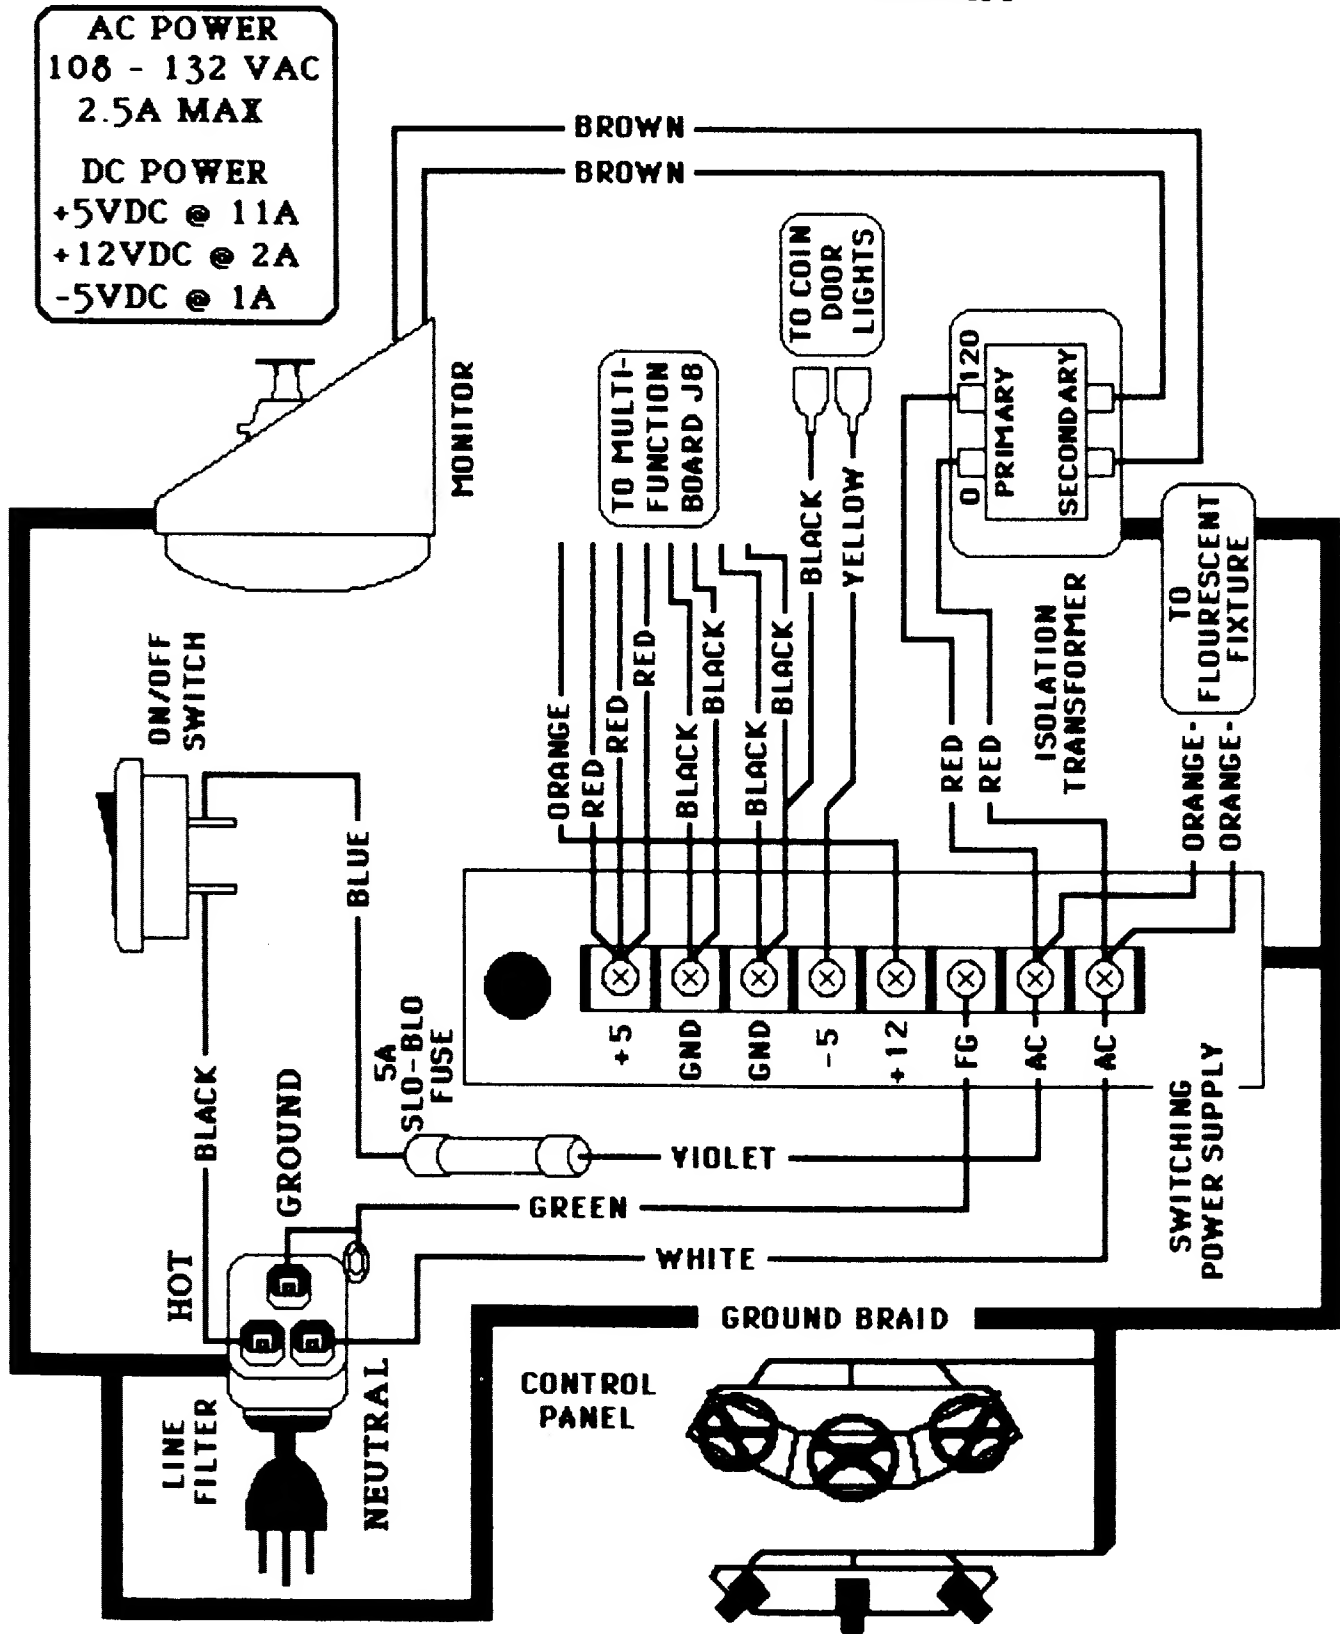 AC POWER
108 - 132 VAC
2.5A MAX
DC POWER
+5VDC @ 11A
+12VDC @ 2A
-5VDC @ 1A
BROWN
BROWN
TO COIN
DOOR
LIGHTS
MONITOR
TO MULTI-
FUNCTION
BOARD J8
120
0
PRIMARY
SECONDARY
ISOLATION
TRANSFORMER
TO
FLOURESCENT
FIXTURE
ON/OFF
SWITCH
ORANGE
RED
RED
RED
BLACK
BLACK
BLACK
BLACK
BLACK
YELLOW
RED
RED
ORANGE-
ORANGE-
BLUE
BLACK
5A
SLO-BLO
FUSE
+5
GND
GND
-5
+12
FG
AC
AC
SWITCHING
POWER SUPPLY
VIOLET
GREEN
WHITE
GROUND
HOT
NEUTRAL
LINE
FILTER
GROUND BRAID
CONTROL
PANEL